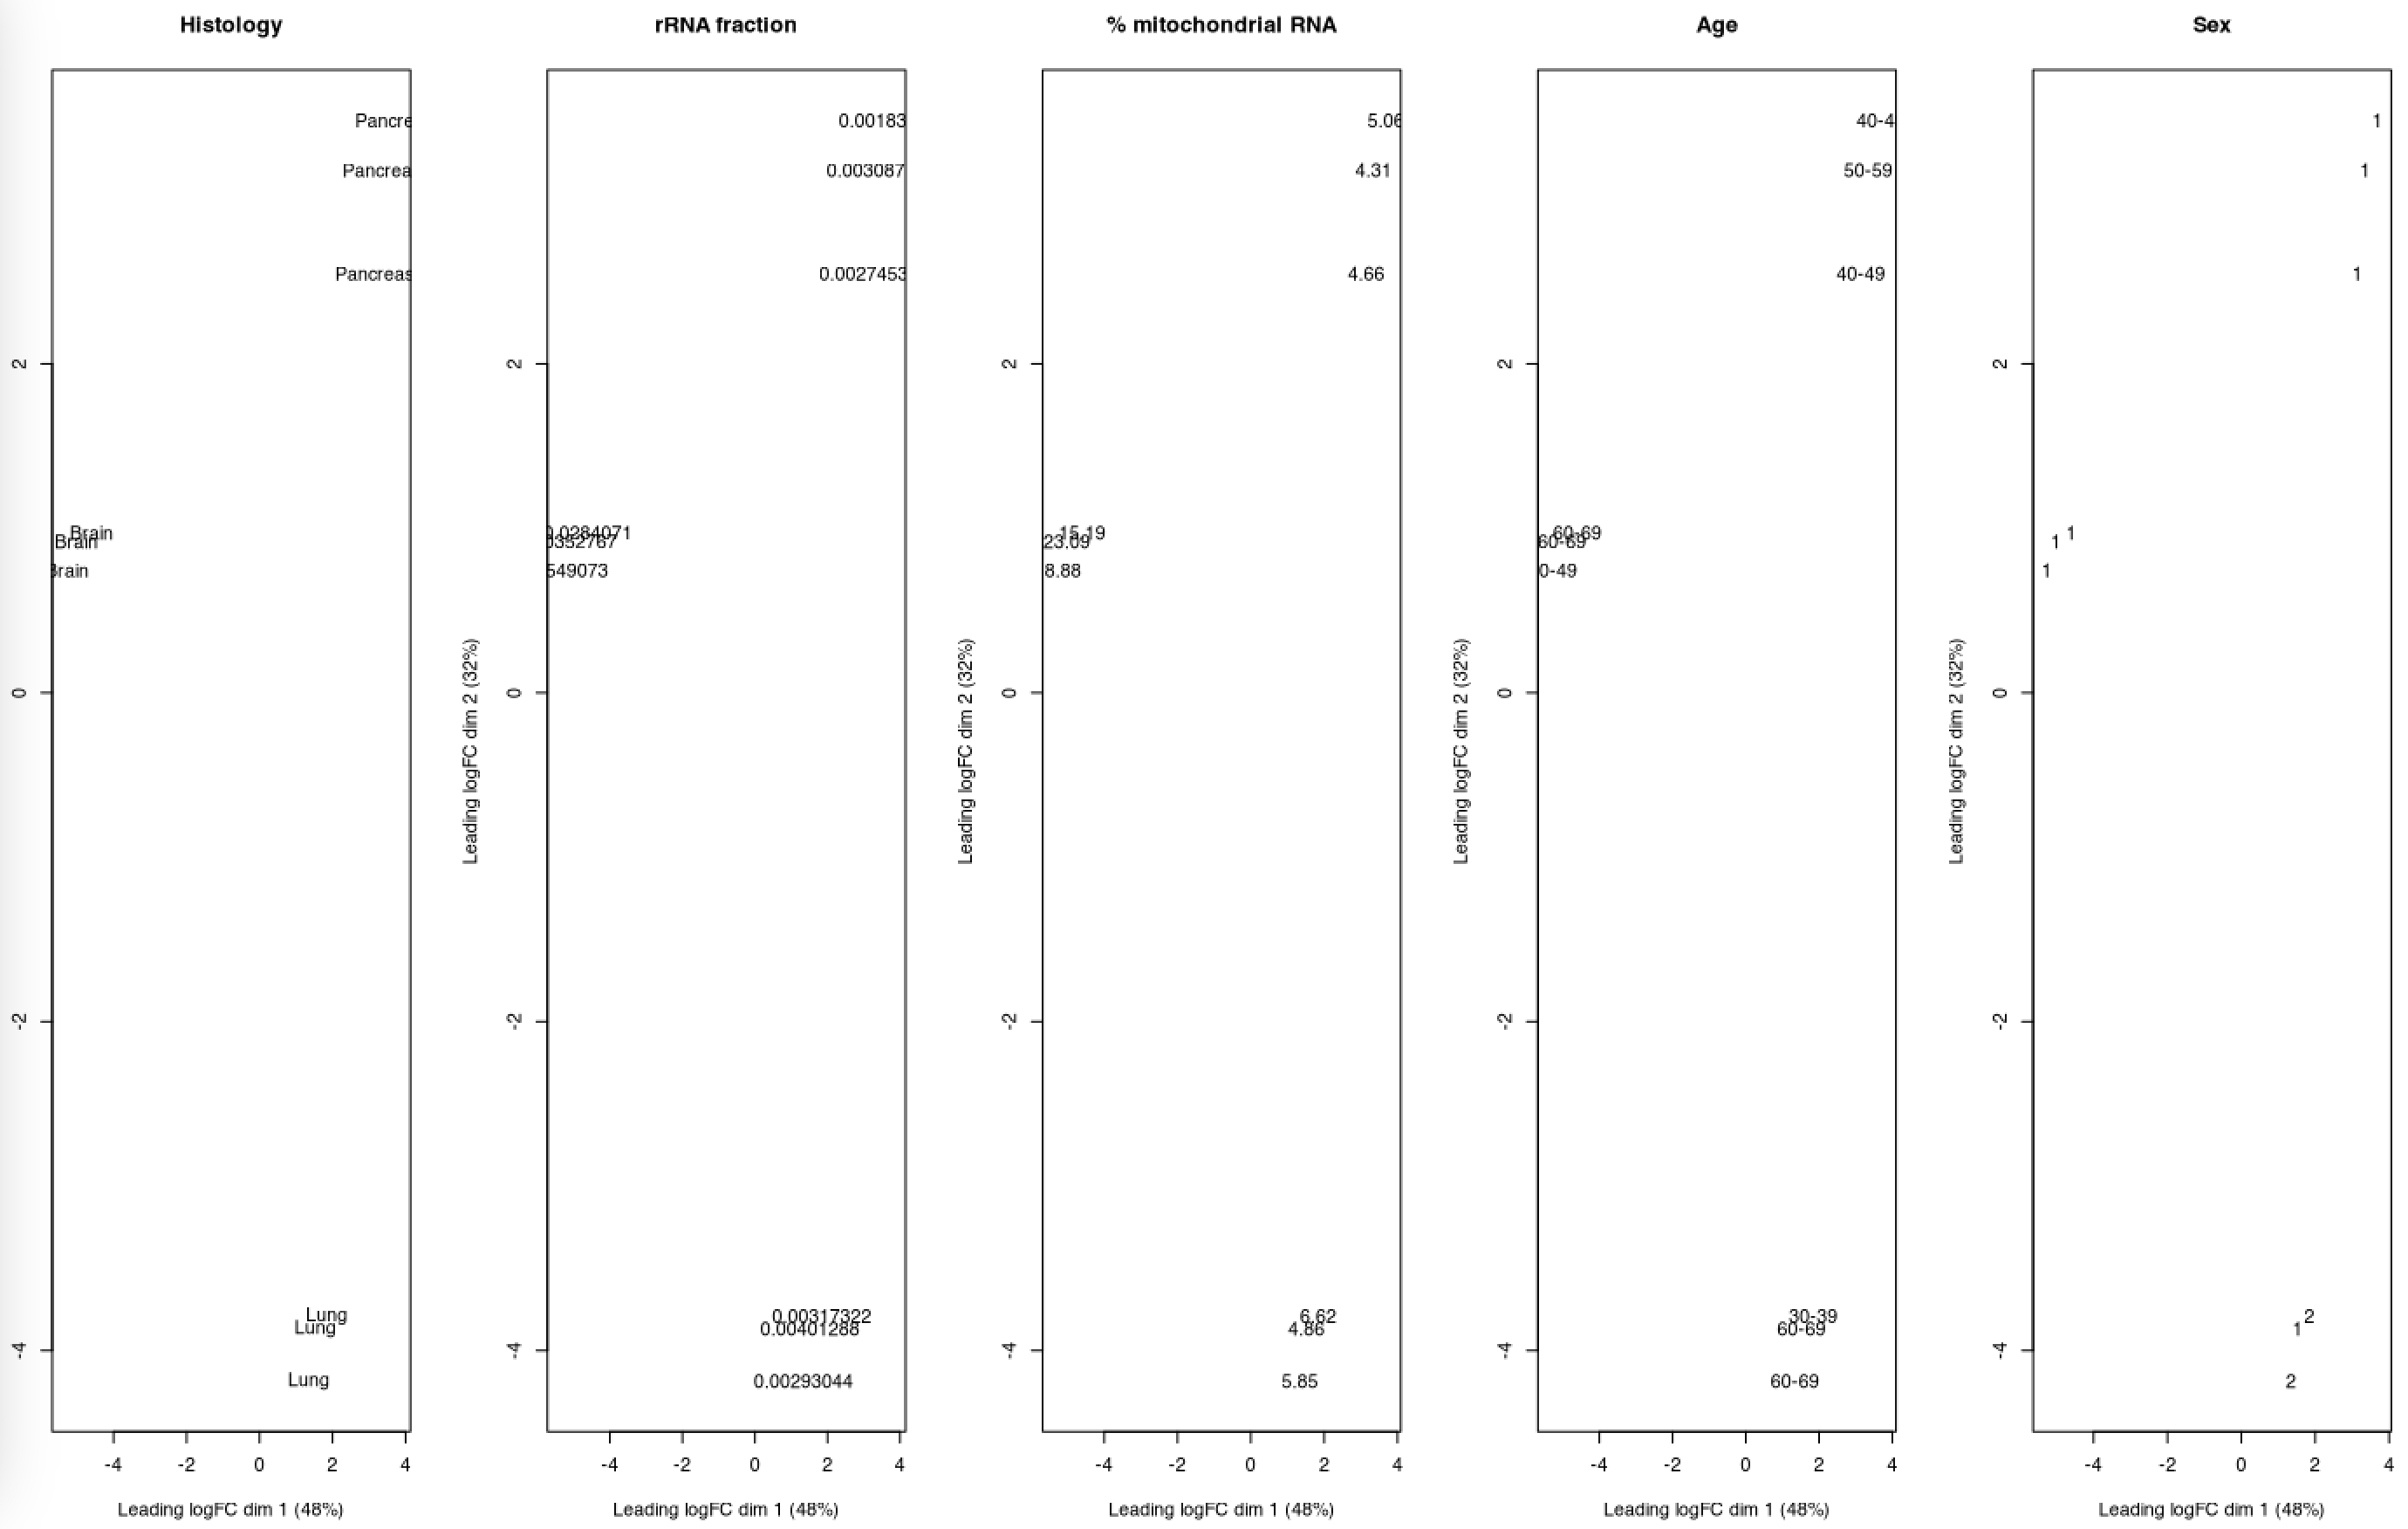 Histology
Pancre
Pancrea
Pancreas
Brain
Brain
Brain
Lung
Lung
Lung
2
0
-2
-4
-4 -2 0 2 4
Leading logFC dim 1 (48%)
rRNA fraction
0.00183
0.003087
0.0027453
0.0284071
0352767
549073
0.00317322
0.00401288
0.00293044
2
0
-2
-4
Leading logFC dim 2 (32%)
-4 -2 0 2 4
Leading logFC dim 1 (48%)
% mitochondrial RNA
5.06
4.31
4.66
15.19
23.09
8.88
6.62
4.86
5.85
2
0
-2
-4
Leading logFC dim 2 (32%)
-4 -2 0 2 4
Leading logFC dim 1 (48%)
Age
40-4
50-59
40-49
60-69
60-69
0-49
30-39
60-69
60-69
2
0
-2
-4
Leading logFC dim 2 (32%)
-4 -2 0 2 4
Leading logFC dim 1 (48%)
Sex
1
1
1
1
1
1
2
1
2
2
0
-2
-4
Leading logFC dim 2 (32%)
-4 -2 0 2 4
Leading logFC dim 1 (48%)